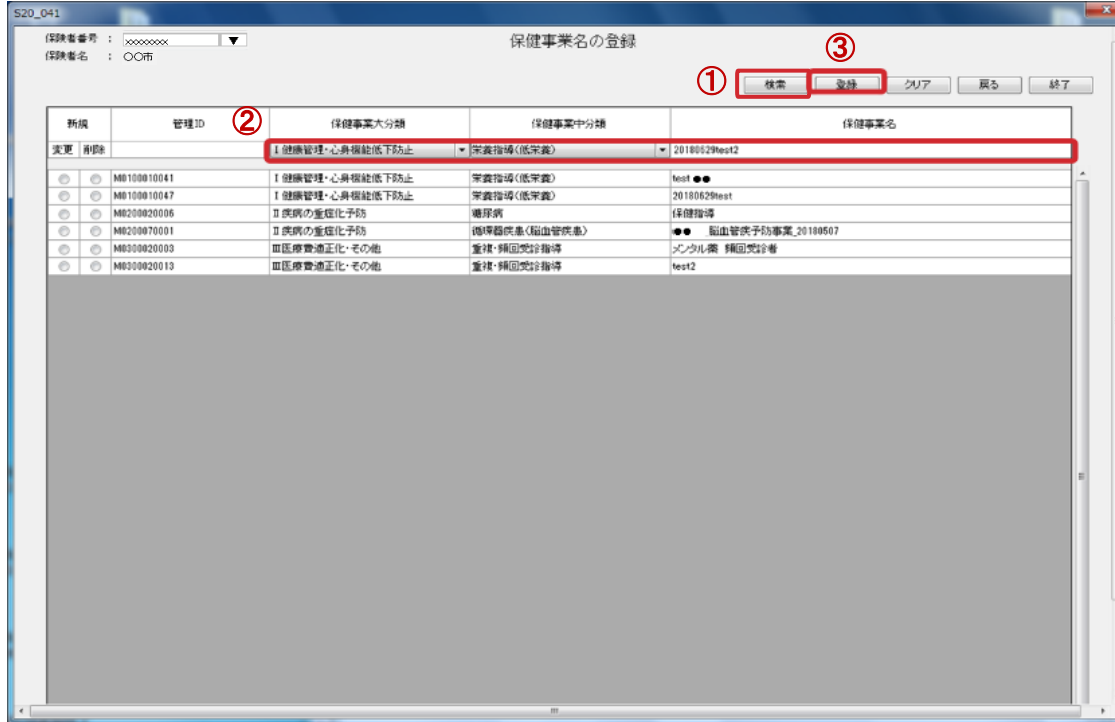 S20_041
保険者番号 : xxxxxxxx ▼
保健事業名の登録
保険者名 : 〇〇市
③
① 検索 登録 クリア 戻る 終了
新規 管理ID ② 保健事業大分類 保健事業中分類 保健事業名
変更 削除 Ⅰ健康管理・心身機能低下防止 栄養指導(低栄養) 20180629test2
M0100010041 Ⅰ健康管理・心身機能低下防止 栄養指導(低栄養) test ●●
M0100010047 Ⅰ健康管理・心身機能低下防止 栄養指導(低栄養) 20180629test
M0200020006 Ⅱ疾病の重症化予防 糖尿病 保健指導
M0200070001 Ⅱ疾病の重症化予防 循環器疾患(脳血管疾患) ●● _脳血管疾予防事業_20180507
M0300020003 Ⅲ医療費適正化・その他 重複・頻回受診指導 メンタル薬 頻回受診者
M0300020013 Ⅲ医療費適正化・その他 重複・頻回受診指導 test2